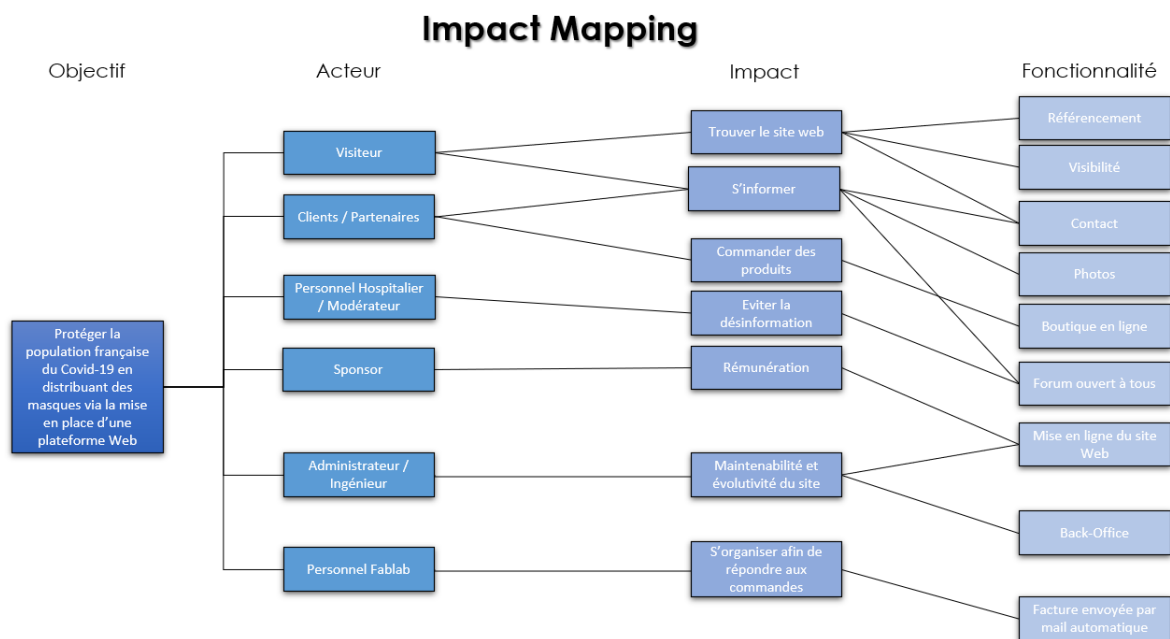 Impact Mapping
Objectif
Acteur
Impact
Fonctionnalité
Protéger la
population française
du Covid-19 en
distribuant des
masques via la mise
en place d’une
plateforme Web
Visiteur
Clients / Partenaires
Personnel Hospitalier
/ Modérateur
Sponsor
Administrateur /
Ingénieur
Personnel Fablab
Trouver le site web
S’informer
Commander des
produits
Eviter la
désinformation
Rémunération
Maintenabilité et
évolutivité du site
S’organiser afin de
répondre aux
commandes
Référencement
Visibilité
Contact
Photos
Boutique en ligne
Forum ouvert à tous
Mise en ligne du site
Web
Back-Office
Facture envoyée par
mail automatique